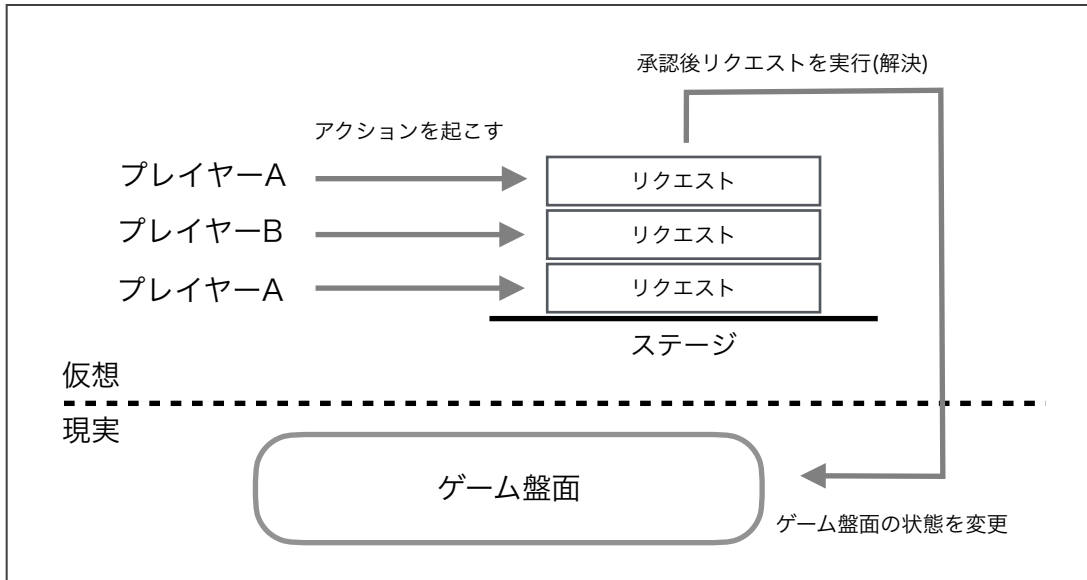 承認後リクエストを実行(解決)
アクションを起こす
プレイヤーA
リクエスト
プレイヤーB
リクエスト
プレイヤーA
リクエスト
ステージ
仮想
現実
ゲーム盤面
ゲーム盤面の状態を変更